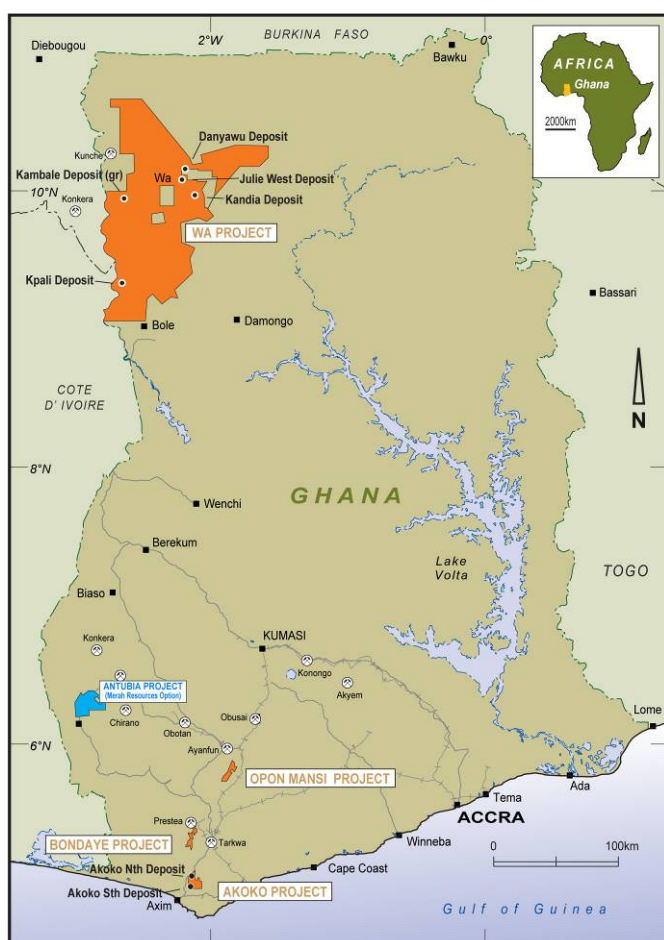 2°W
BURKINA FASO
0°
Diebougou
Bawku
AFRICA
Ghana
2000km
Danyawu Deposit
Kunche
Kambale Deposit (gr)
Wa
Julie West Deposit
10°N
Konkera
Kandia Deposit
WA PROJECT
Kpali Deposit
Bassari
Bole
Damongo
COTE
D' IVOIRE
N
8°N
GHANA
Wenchi
Berekum
Lake
Volta
TOGO
Biaso
Konkera
KUMASI
Konongo
Akyem
ANTUBIA PROJECT
(Merah Resources Option)
Chirano
Obotan
Obusai
Lome
6°N
Ayanfun
OPON MANSI PROJECT
Ada
Tema
ACCRA
Prestea
BONDAYE PROJECT
Tarkwa
Winneba
0
100km
Akoko Nth Deposit
Cape Coast
Akoko Sth Deposit
AKOKO PROJECT
Axim
Gulf of Guinea